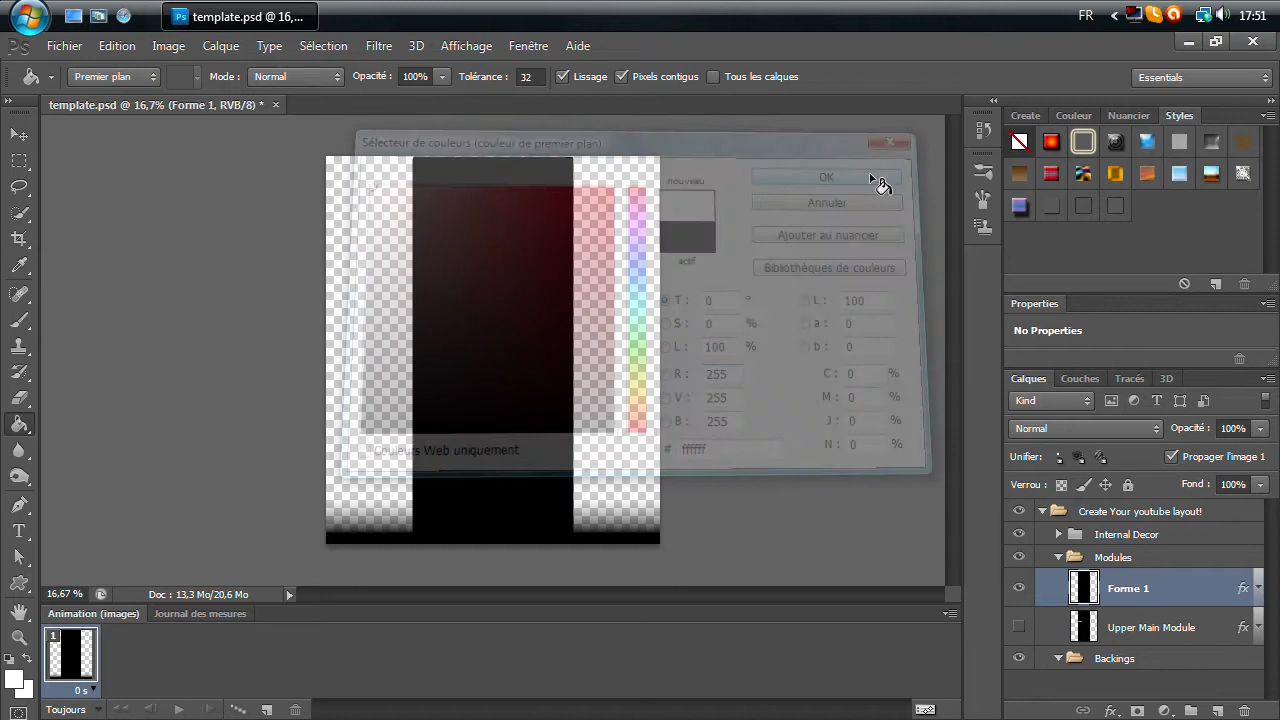 template.psd @ 16,...
FR
17:51
Ps
Fichier Edition Image Calque Type Sélection Filtre 3D Affichage Fenêtre Aide
Premier plan Mode : Normal Opacité : 100% Tolérance : 32 Lissage Pixels contigus Tous les calques Essentials
template.psd @ 16,7% (Forme 1, RVB/8) *
Create Couleur Nuancier Styles
Sélecteur de couleurs (couleur de premier plan)
nouveau
OK
Annuler
Ajouter au nuancier
actif
Bibliothèques de couleurs
T : 0 ° L : 100
S : 0 % a : 0
L : 100 % b : 0
R : 255 C : 0 %
V : 255 M : 0 %
B : 255 J : 0 %
Couleurs Web uniquement # ffffff N : 0 %
Properties
No Properties
Calques Couches Tracés 3D
Kind
Normal Opacité : 100%
Unifier : Propager l'image 1
Verrou : Fond : 100%
Create Your youtube layout!
Internal Decor
Modules
Forme 1 fx
Upper Main Module fx
Backings
16,67 % Doc : 13,3 Mo/20,6 Mo
Animation (images) Journal des mesures
1
0 s
Toujours
fx